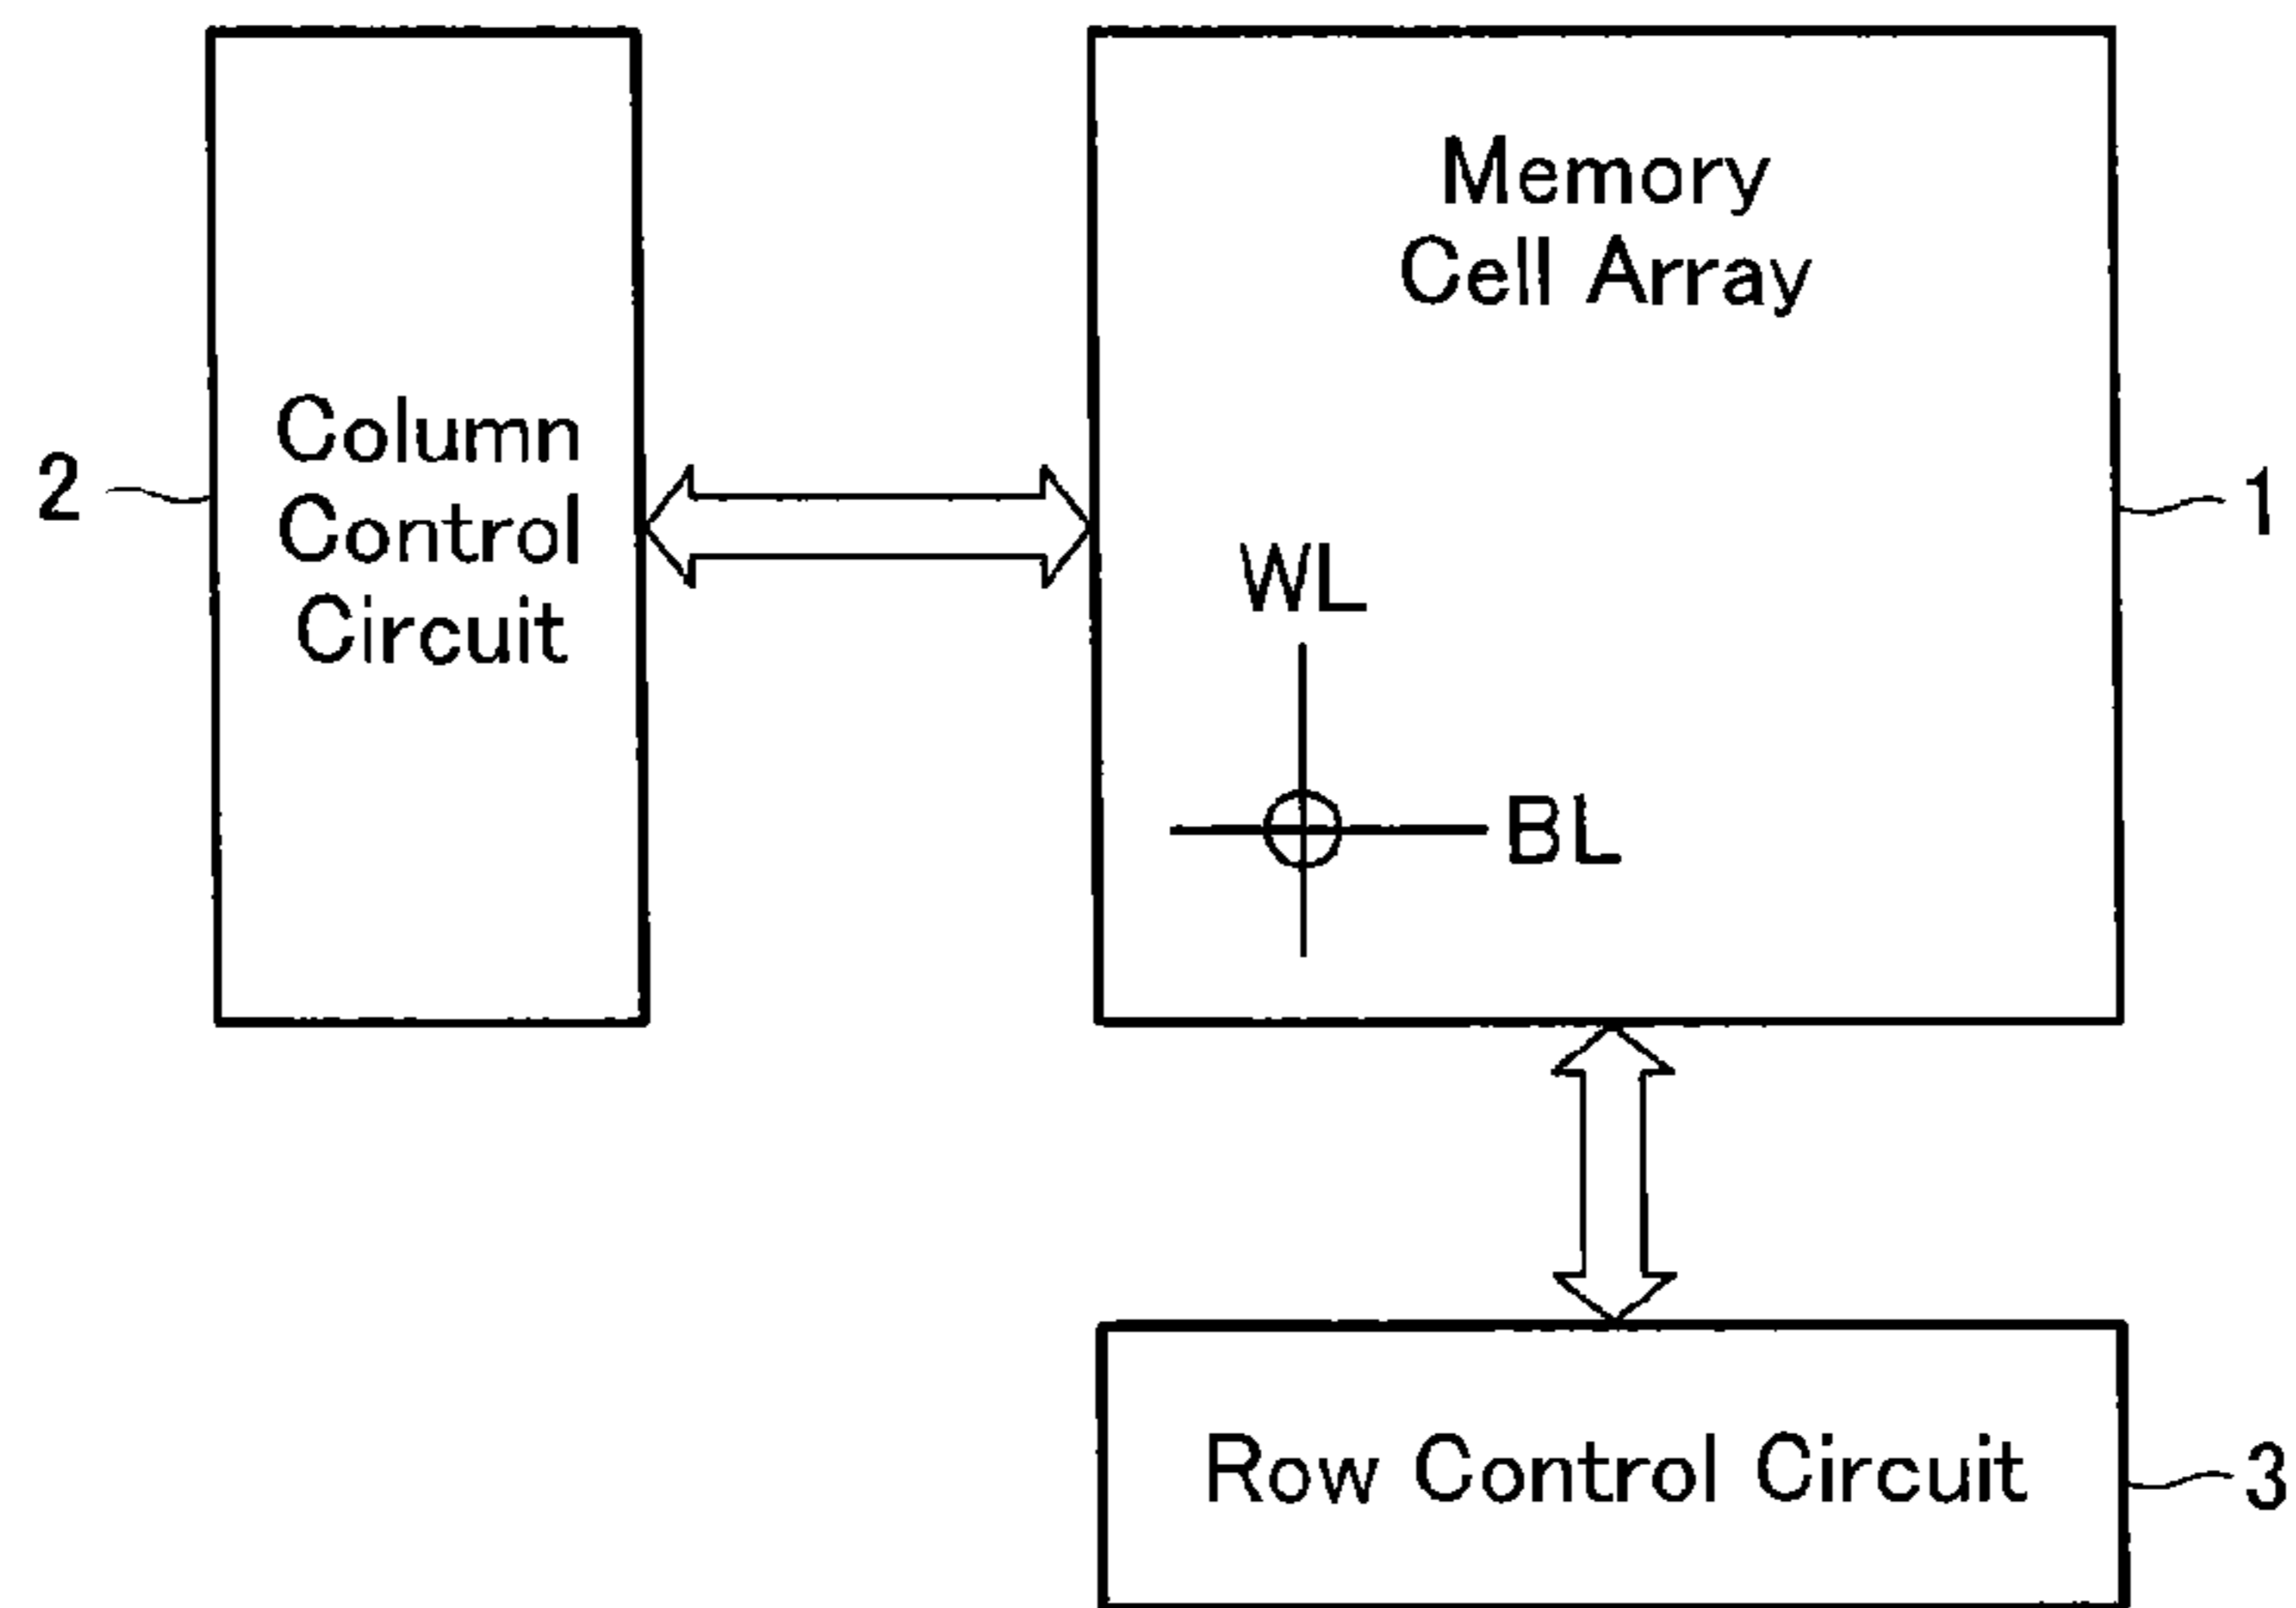 Memory
Cell Array
Column
Control
Circuit
2
1
WL
BL
Row Control Circuit
3